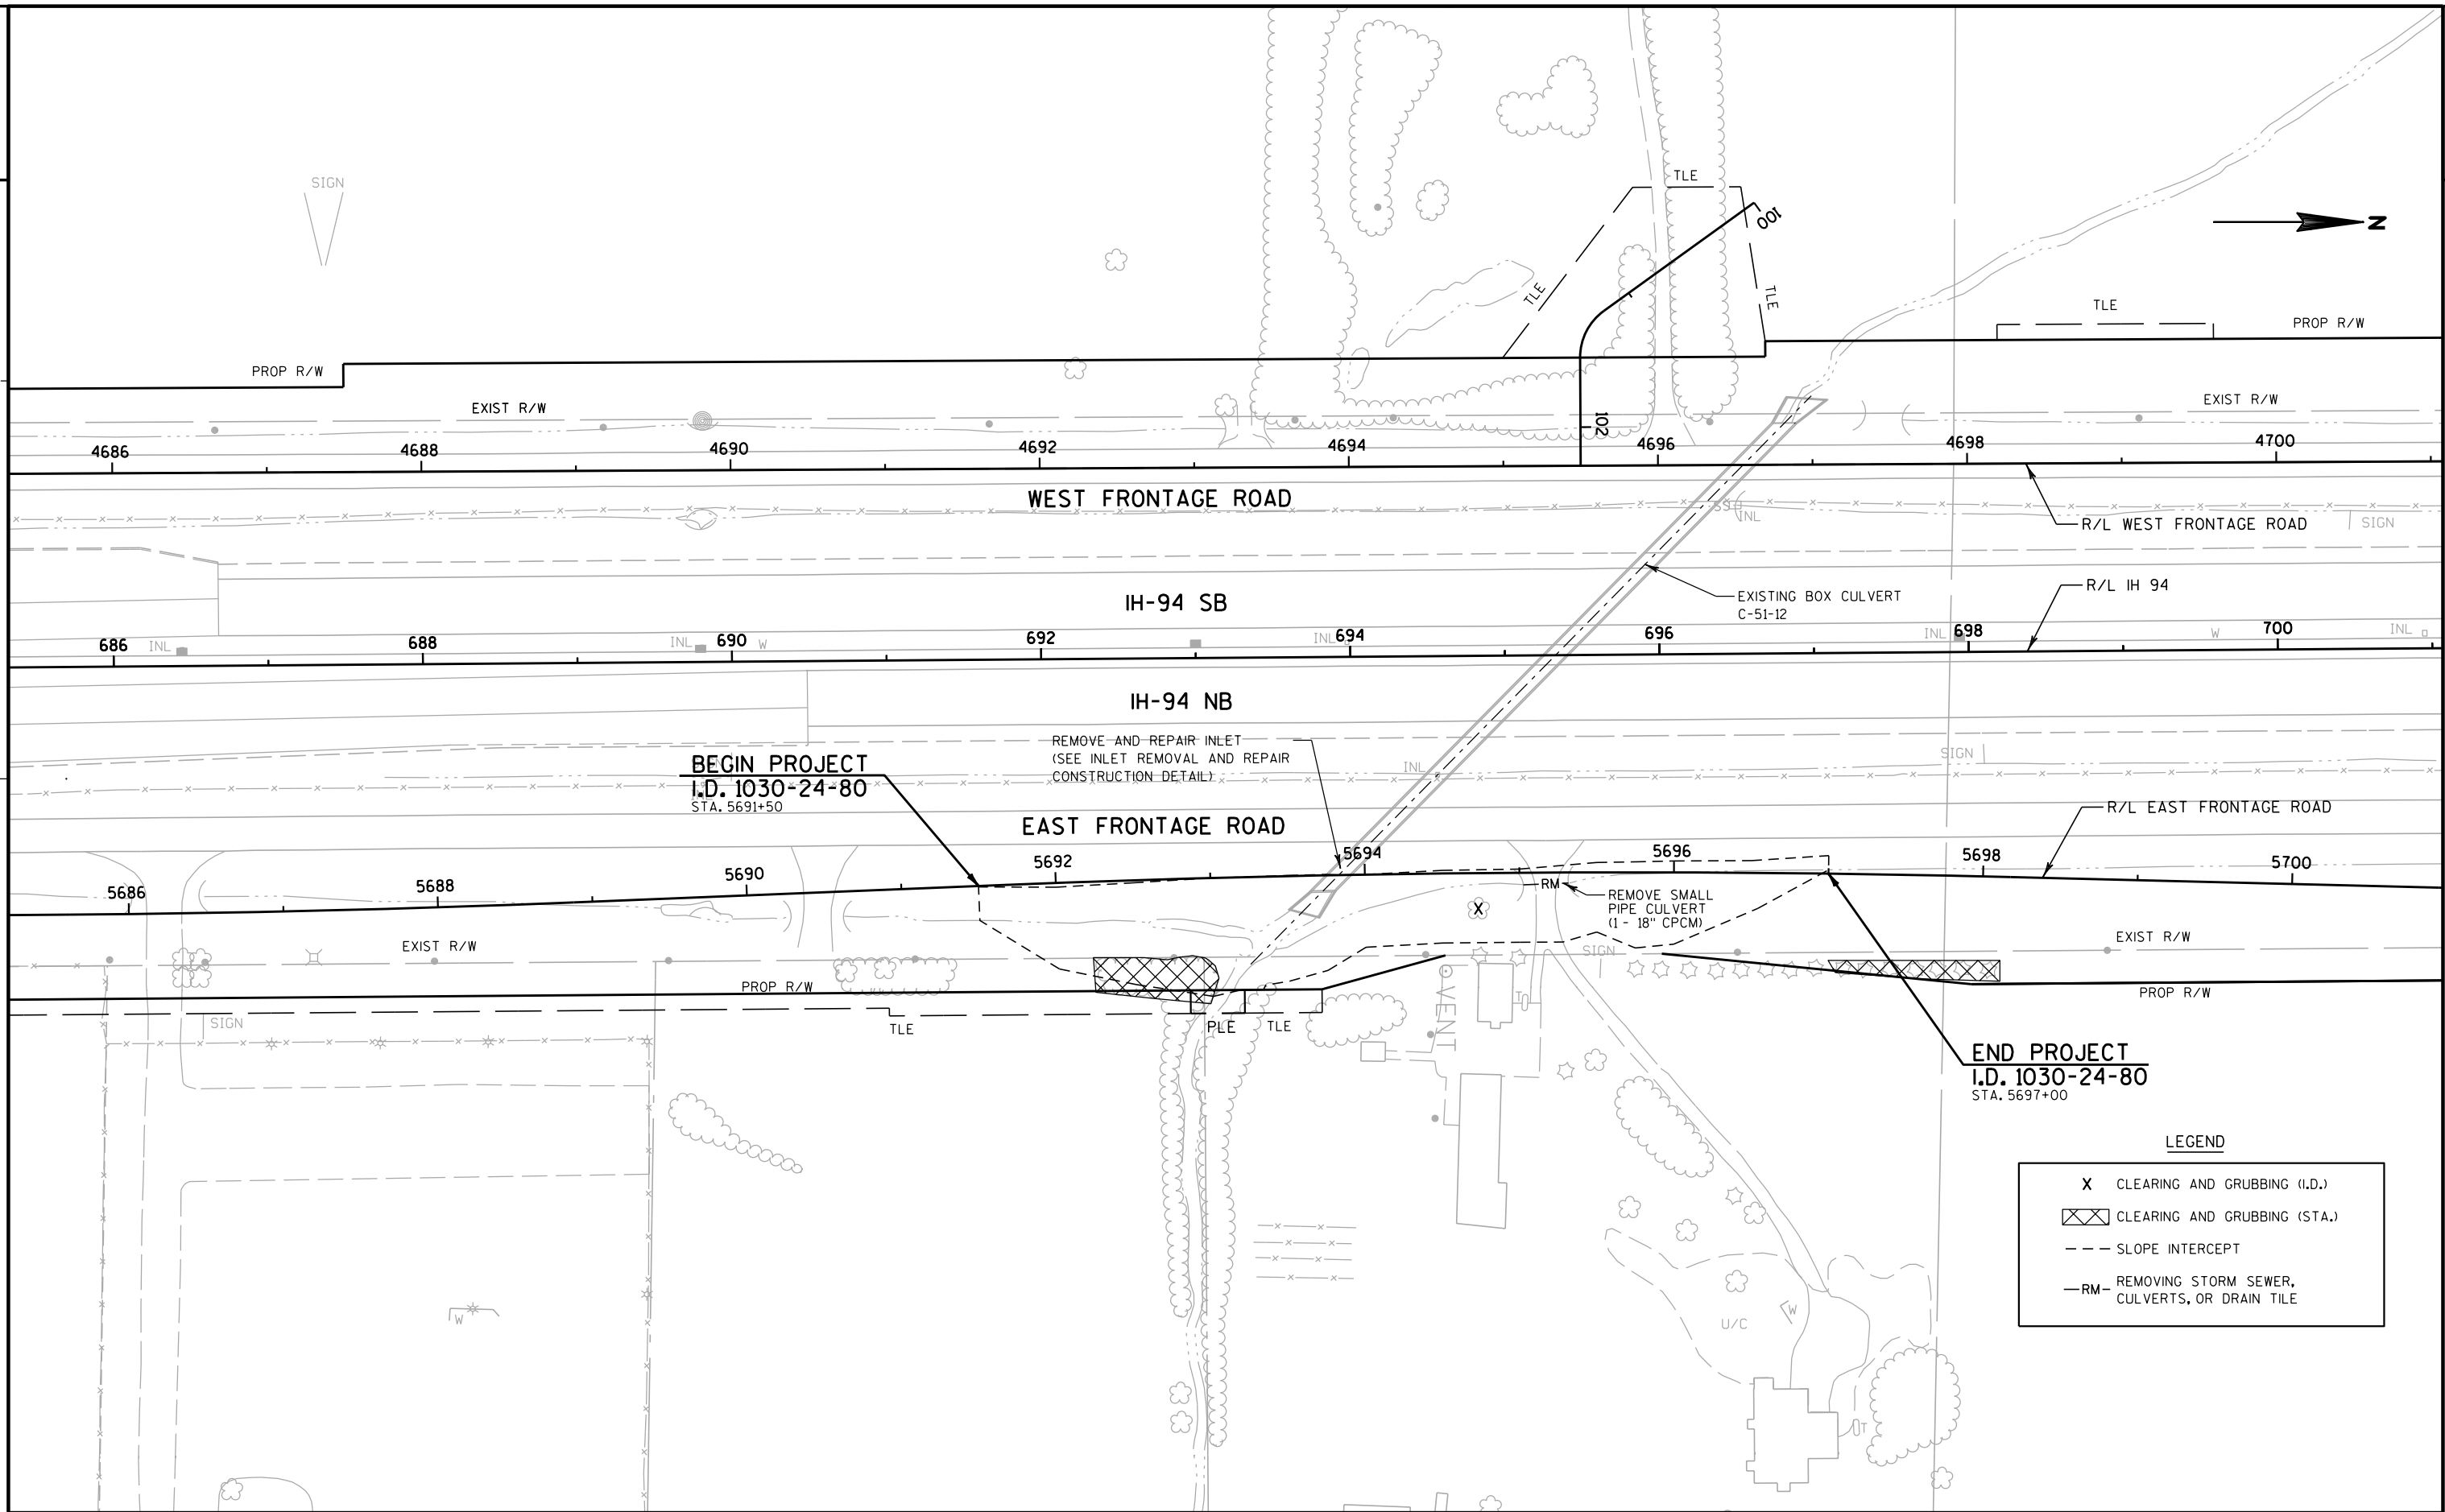 SIGN
TLE
100
N
TLE
TLE
TLE
PROP R/W
PROP R/W
EXIST R/W
EXIST R/W
102
4686
4688
4690
4692
4694
4696
4698
4700
WEST FRONTAGE ROAD
INL
R/L WEST FRONTAGE ROAD
SIGN
R/L IH 94
IH-94 SB
EXISTING BOX CULVERT
C-51-12
686
INL
688
INL
690
W
692
INL
694
696
INL
698
W
700
INL
IH-94 NB
REMOVE AND REPAIR INLET
(SEE INLET REMOVAL AND REPAIR
CONSTRUCTION DETAIL)
SIGN
INL
BEGIN PROJECT
I.D. 1030-24-80
STA. 5691+50
EAST FRONTAGE ROAD
R/L EAST FRONTAGE ROAD
5686
5688
5690
5692
5694
5696
5698
5700
RM
REMOVE SMALL
PIPE CULVERT
(1 - 18" CPCM)
X
EXIST R/W
SIGN
EXIST R/W
PROP R/W
PROP R/W
SIGN
TLE
PLE
TLE
VENT
T
END PROJECT
I.D. 1030-24-80
STA. 5697+00
LEGEND
X CLEARING AND GRUBBING (I.D.)
CLEARING AND GRUBBING (STA.)
SLOPE INTERCEPT
RM REMOVING STORM SEWER,
CULVERTS, OR DRAIN TILE
W
W
U/C
T